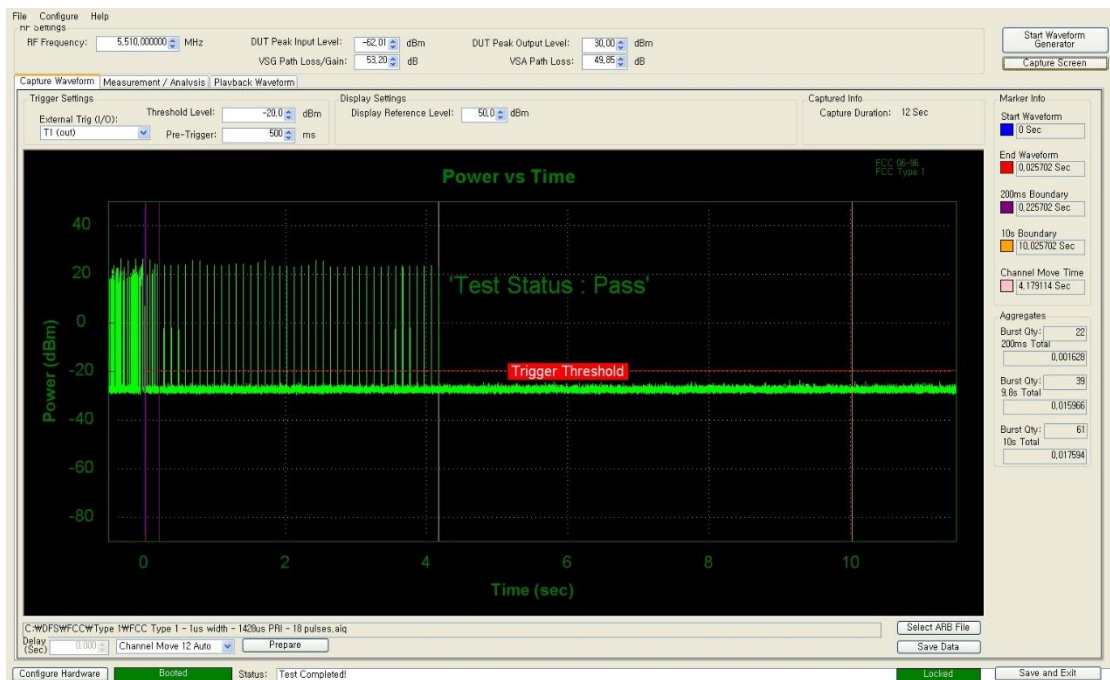 File Configure Help
RF Settings
RF Frequency: 5,510,000000 MHz DUT Peak Input Level: -62,01 dBm DUT Peak Output Level: 30,00 dBm
VSG Path Loss/Gain: 53,20 dB VSA Path Loss: 49,85 dB
Start Waveform Generator
Capture Screen
Capture Waveform Measurement / Analysis Playback Waveform
Trigger Settings
External Trig (I/O): Threshold Level: -20,0 dBm
T1 (out) Pre-Trigger: 500 ms
Display Settings
Display Reference Level: 50,0 dBm
Captured Info
Capture Duration: 12 Sec
Marker Info
Start Waveform
0 Sec
End Waveform
0,025702 Sec
200ms Boundary
0,225702 Sec
10s Boundary
10,025702 Sec
Channel Move Time
4,179114 Sec
Aggregates
Burst Qty: 22
200ms Total
0,001628
Burst Qty: 39
9,8s Total
0,015966
Burst Qty: 61
10s Total
0,017594
Power vs Time
FCC 06-96
FCC Type 1
'Test Status : Pass'
Trigger Threshold
Power (dBm)
40
20
0
-20
-40
-60
-80
0 2 4 6 8 10
Time (sec)
C:₩DFS₩FCC₩Type 1₩FCC Type 1 - 1us width - 1428us PRI - 18 pulses,aiq
Select ARB File
Delay (Sec) 0,000 Channel Move 12 Auto Prepare
Save Data
Configure Hardware Booted Status: Test Completed! Locked Save and Exit